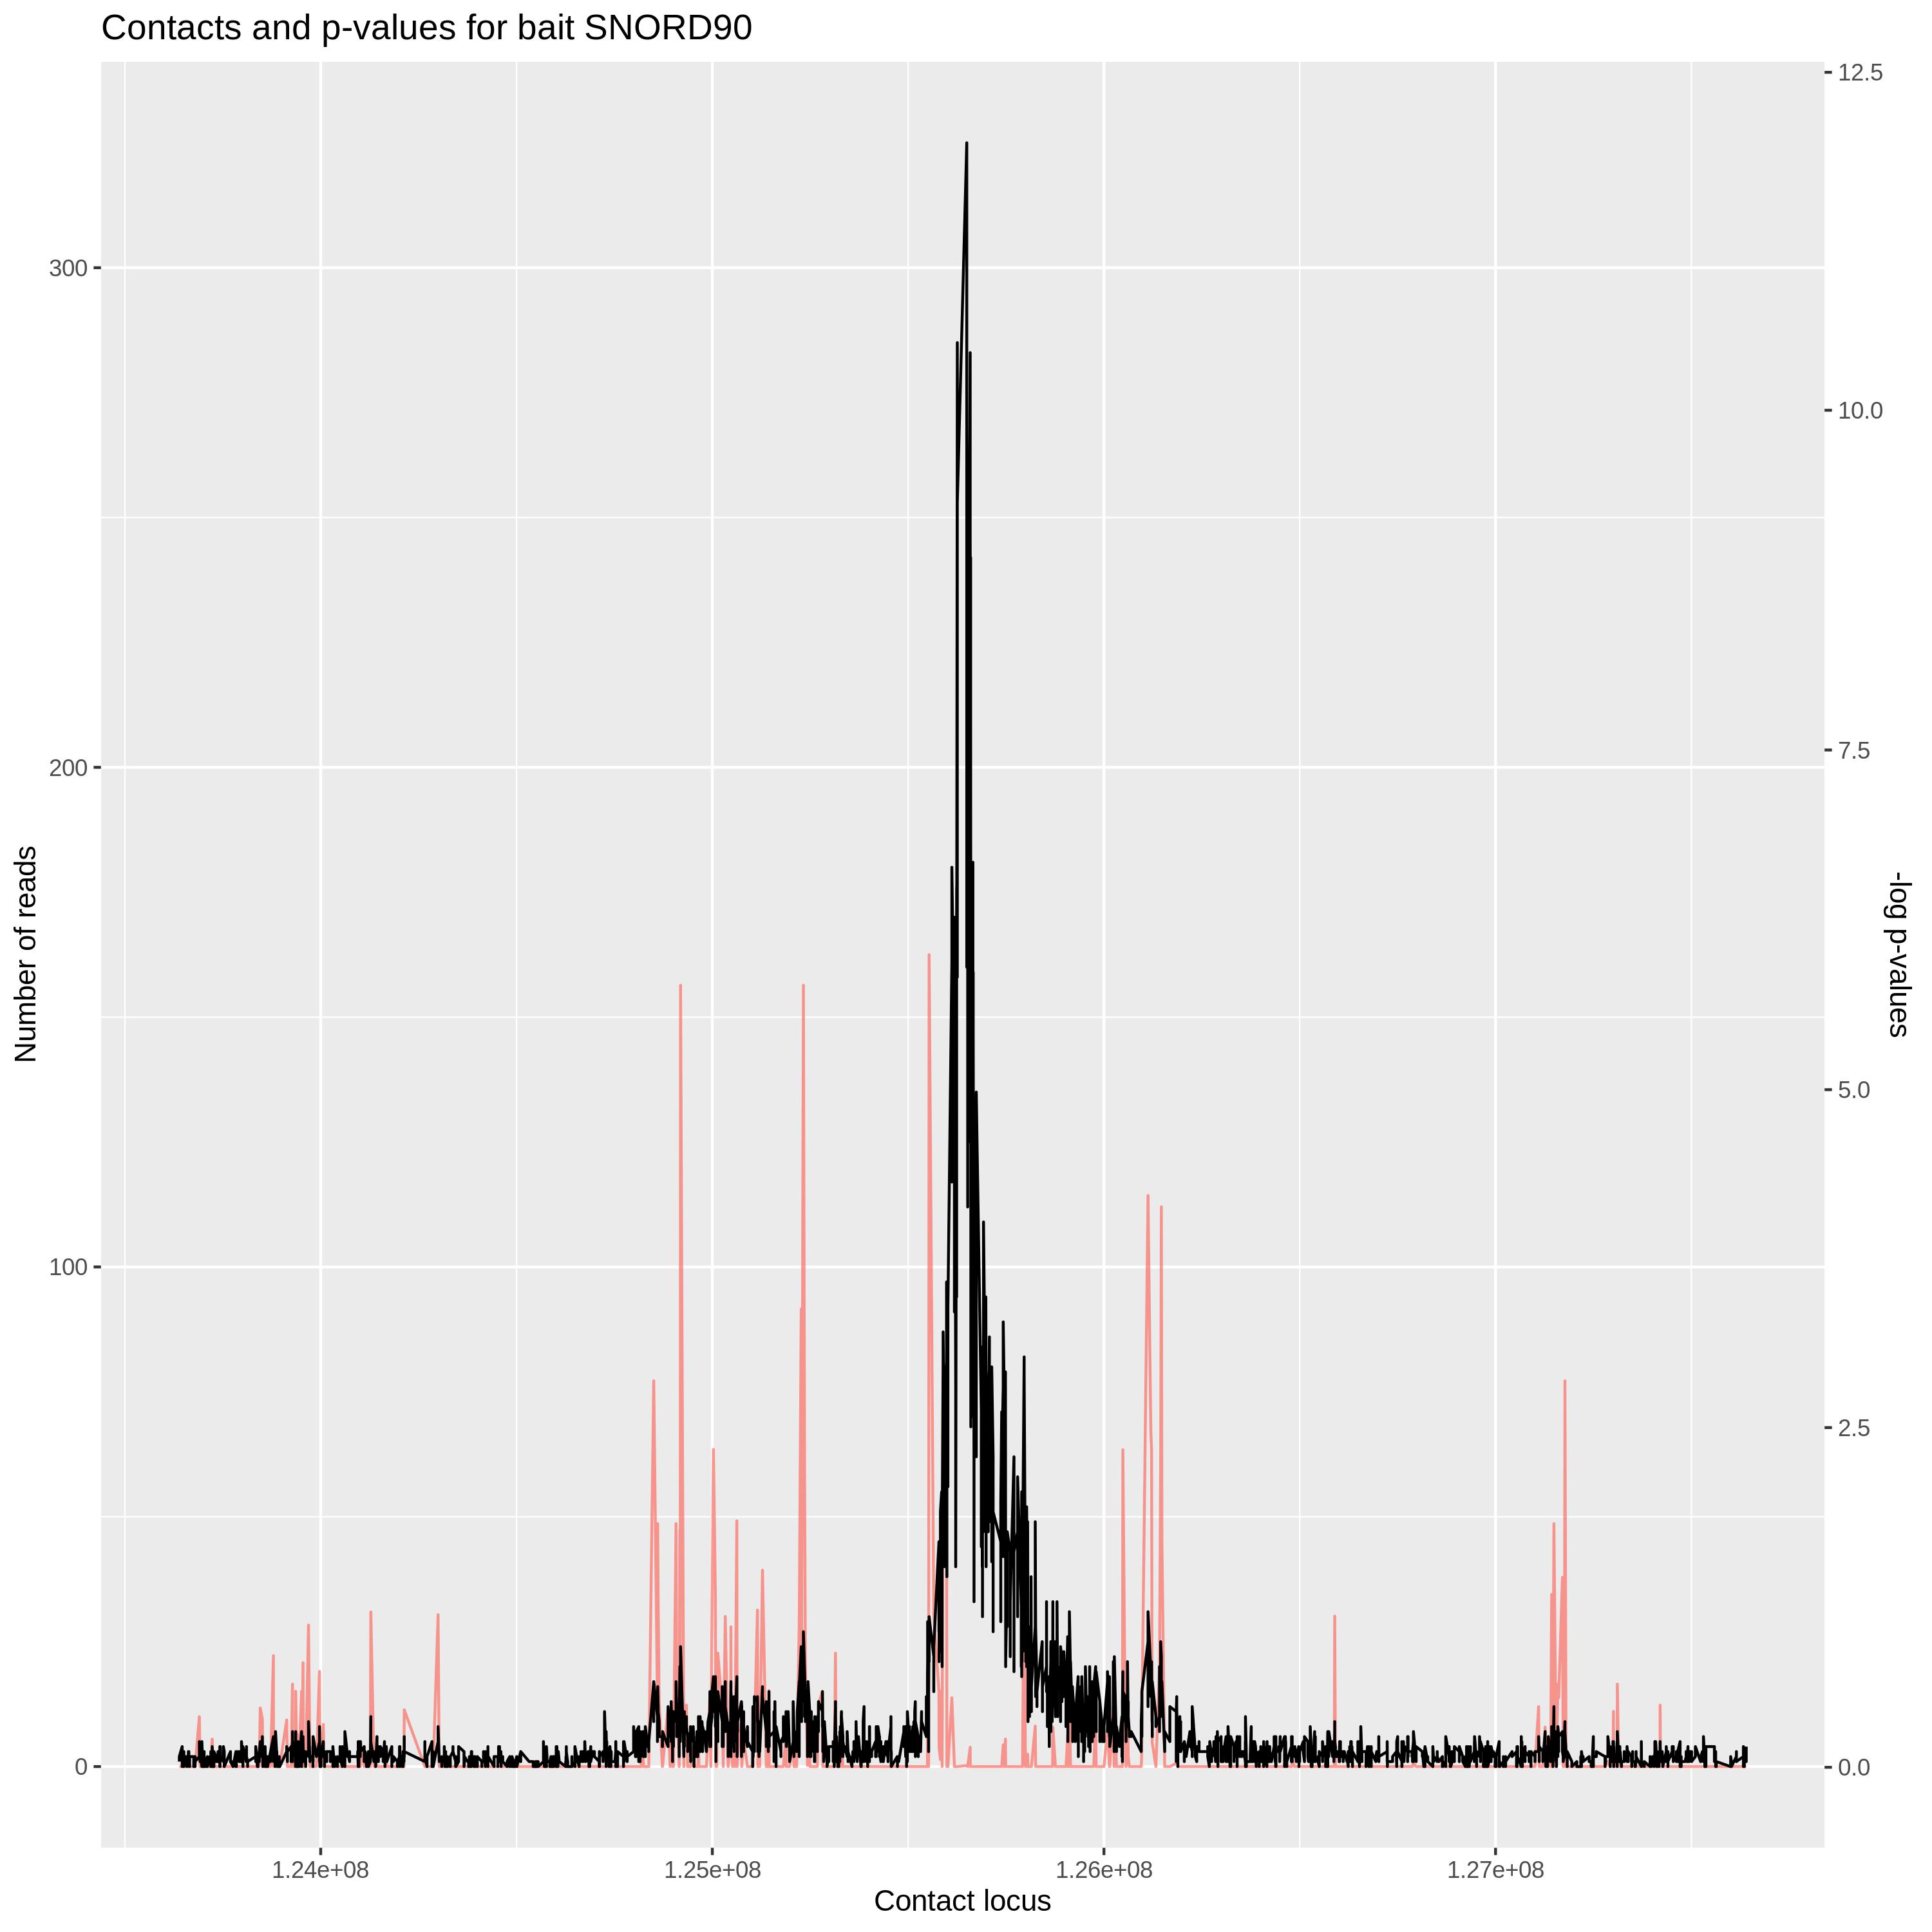 Contacts and p-values for bait SNORD90
12.5
300
10.0
200
7.5
Number of reads
-log p-values
5.0
100
2.5
0
0.0
1.24e+08
1.25e+08
1.26e+08
1.27e+08
Contact locus